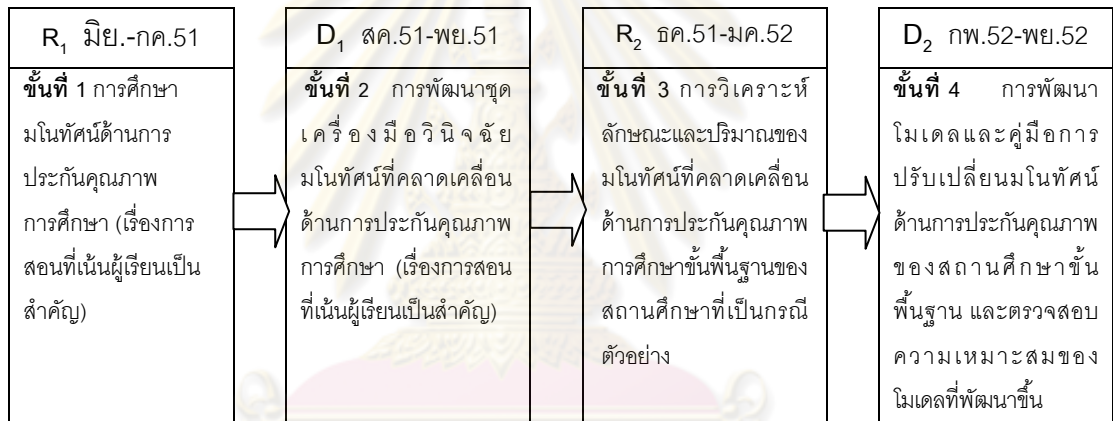 R₁ มิย.-กค.51
ขั้นที่ 1 การศึกษา
มโนทัศน์ด้านการ
ประกันคุณภาพ
การศึกษา (เรื่องการ
สอนที่เน้นผู้เรียนเป็น
สำคัญ)
D₁ สค.51-พย.51
ขั้นที่ 2 การพัฒนาชุด
เครื่องมือวินิจฉัย
มโนทัศน์ที่คลาดเคลื่อน
ด้านการประกันคุณภาพ
การศึกษา (เรื่องการสอน
ที่เน้นผู้เรียนเป็นสำคัญ)
R₂ ธค.51-มค.52
ขั้นที่ 3 การวิเคราะห์
ลักษณะและปริมาณของ
มโนทัศน์ที่คลาดเคลื่อน
ด้านการประกันคุณภาพ
การศึกษาขั้นพื้นฐานของ
สถานศึกษาที่เป็นกรณี
ตัวอย่าง
D₂ กพ.52-พย.52
ขั้นที่ 4 การพัฒนา
โมเดลและคู่มือการ
ปรับเปลี่ยนมโนทัศน์
ด้านการประกันคุณภาพ
ของสถานศึกษาขั้น
พื้นฐาน และตรวจสอบ
ความเหมาะสมของ
โมเดลที่พัฒนาขึ้น